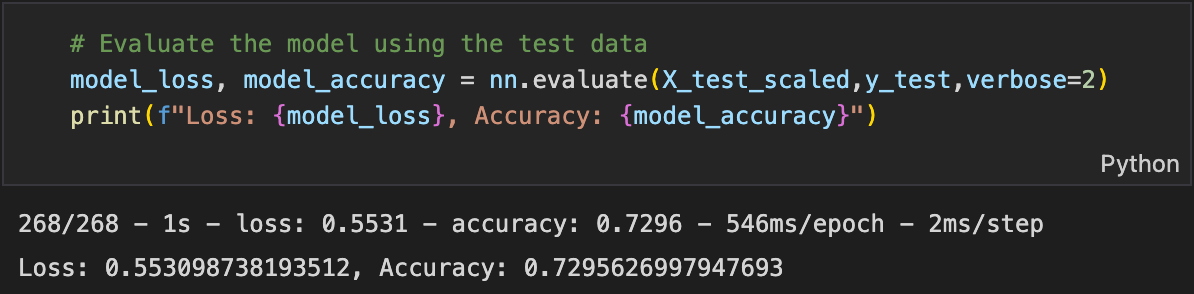 # Evaluate the model using the test data
model_loss, model_accuracy = nn.evaluate(X_test_scaled,y_test,verbose=2)
print(f"Loss: {model_loss}, Accuracy: {model_accuracy}")
Python
268/268 - 1s - loss: 0.5531 - accuracy: 0.7296 - 546ms/epoch - 2ms/step
Loss: 0.553098738193512, Accuracy: 0.7295626997947693